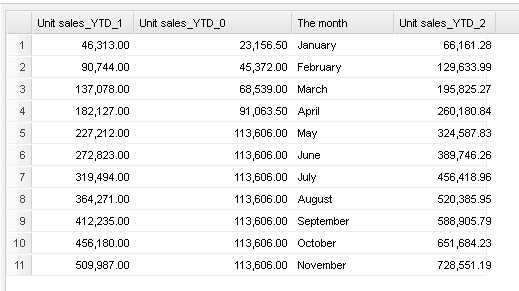 Unit sales_YTD_1 Unit sales_YTD_0 The month Unit sales_YTD_2
1 46,313.00 23,156.50 January 66,161.28
2 90,744.00 45,372.00 February 129,633.99
3 137,078.00 68,539.00 March 195,825.27
4 182,127.00 91,063.50 April 260,180.84
5 227,212.00 113,606.00 May 324,587.83
6 272,823.00 113,606.00 June 389,746.26
7 319,494.00 113,606.00 July 456,418.96
8 364,271.00 113,606.00 August 520,385.95
9 412,235.00 113,606.00 September 588,905.79
10 456,180.00 113,606.00 October 651,684.23
11 509,987.00 113,606.00 November 728,551.19